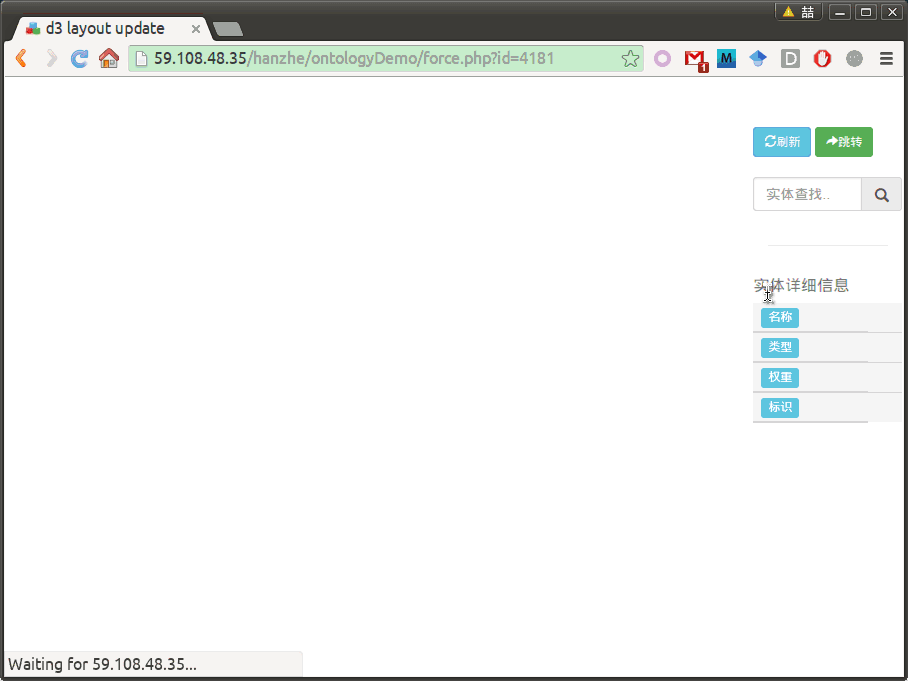 喆
d3 layout update
59.108.48.35/hanzhe/ontologyDemo/force.php?id=4181
1
M
D
刷新
跳转
实体查找..
实体详细信息
名称
类型
权重
标识
Waiting for 59.108.48.35...